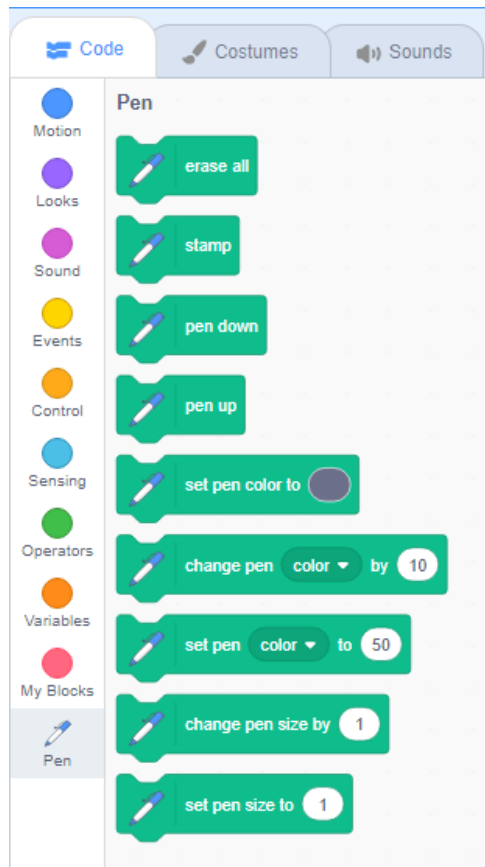 Code
Costumes
Sounds
Motion
Looks
Sound
Events
Control
Sensing
Operators
Variables
My Blocks
Pen
Pen
erase all
stamp
pen down
pen up
set pen color to
change pen color by 10
set pen color to 50
change pen size by 1
set pen size to 1